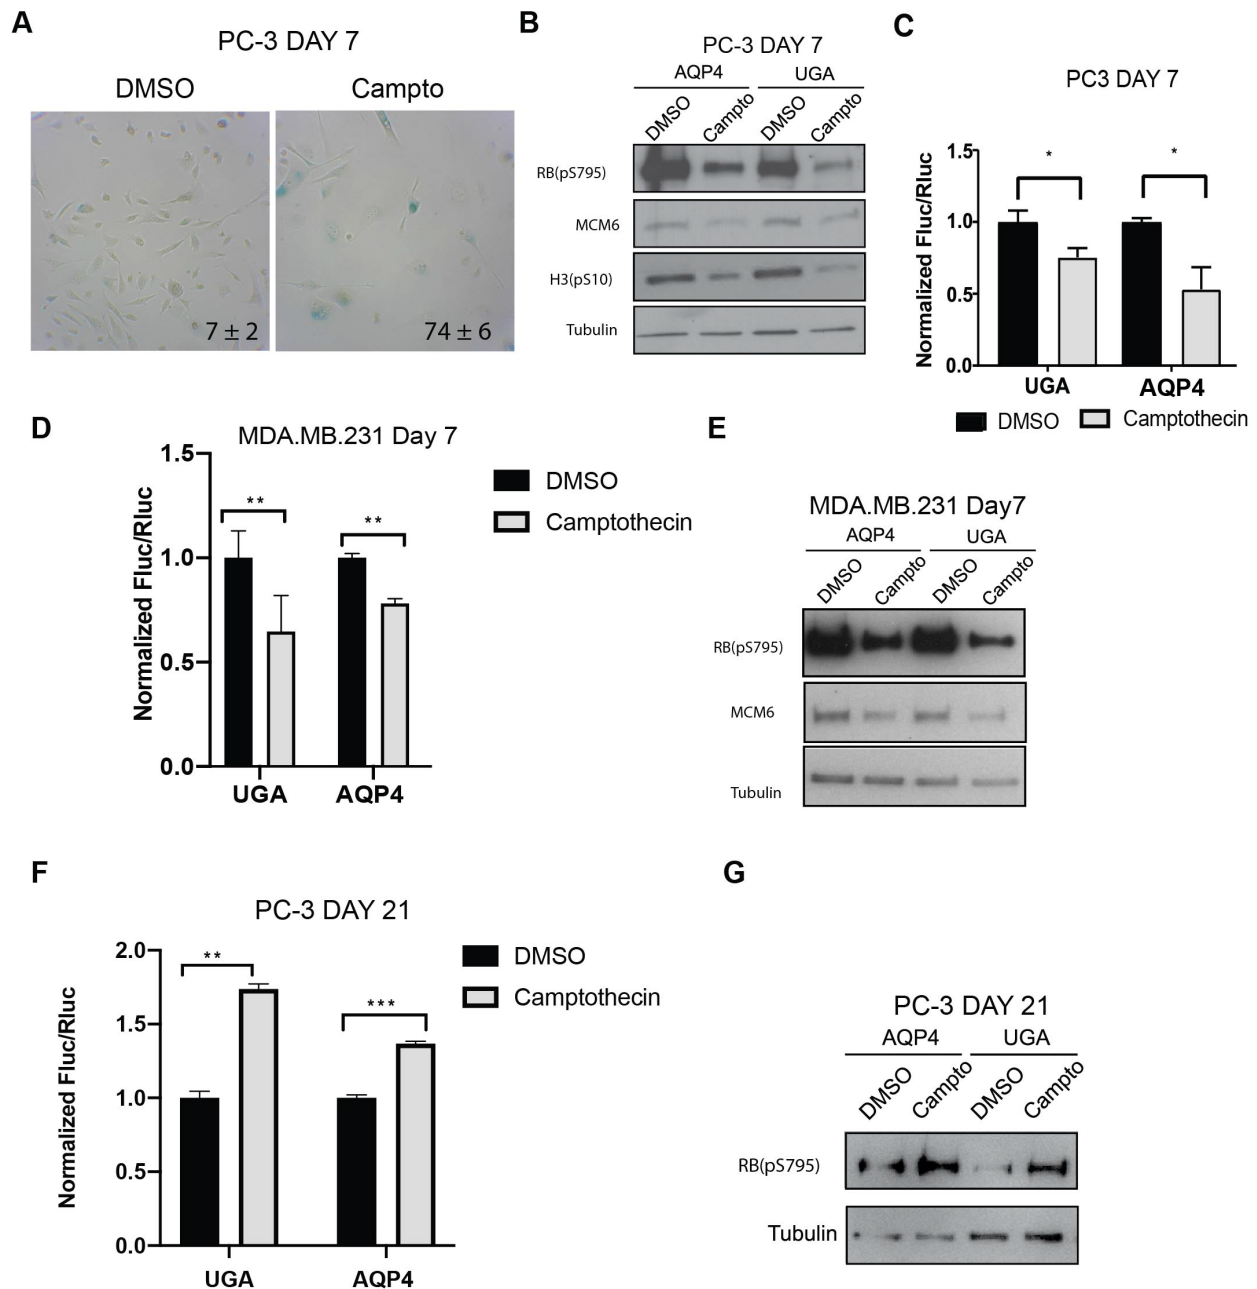 A
PC-3 DAY 7
DMSO Campto
7 ± 2
74 ± 6
B
PC-3 DAY 7
AQP4 UGA
DMSO Campto DMSO Campto
RB(pS795)
MCM6
H3(pS10)
Tubulin
C
PC3 DAY 7
Normalized Fluc/Rluc
1.5
1.0
0.5
0.0
* *
UGA AQP4
DMSO Camptothecin
D
MDA.MB.231 Day 7
Normalized Fluc/Rluc
1.5
1.0
0.5
0.0
** **
UGA AQP4
DMSO
Camptothecin
E
MDA.MB.231 Day7
AQP4 UGA
DMSO Campto DMSO Campto
RB(pS795)
MCM6
Tubulin
F
PC-3 DAY 21
Normalized Fluc/Rluc
2.0
1.5
1.0
0.5
0.0
** ***
UGA AQP4
DMSO
Camptothecin
G
PC-3 DAY 21
AQP4 UGA
DMSO Campto DMSO Campto
RB(pS795)
Tubulin